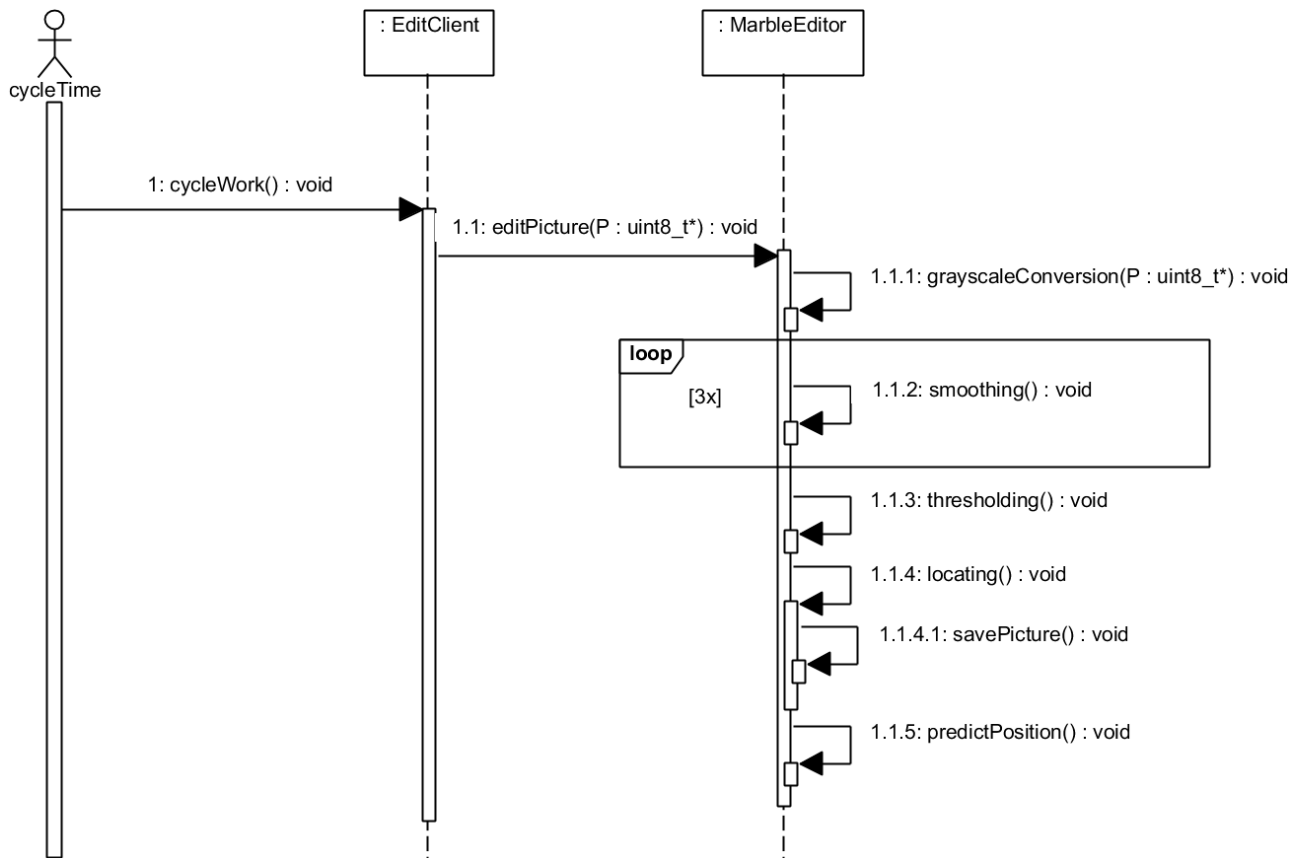 : EditClient
: MarbleEditor
cycleTime
1: cycleWork() : void
1.1: editPicture(P : uint8_t*) : void
1.1.1: grayscaleConversion(P : uint8_t*) : void
loop
[3x]
1.1.2: smoothing() : void
1.1.3: thresholding() : void
1.1.4: locating() : void
1.1.4.1: savePicture() : void
1.1.5: predictPosition() : void